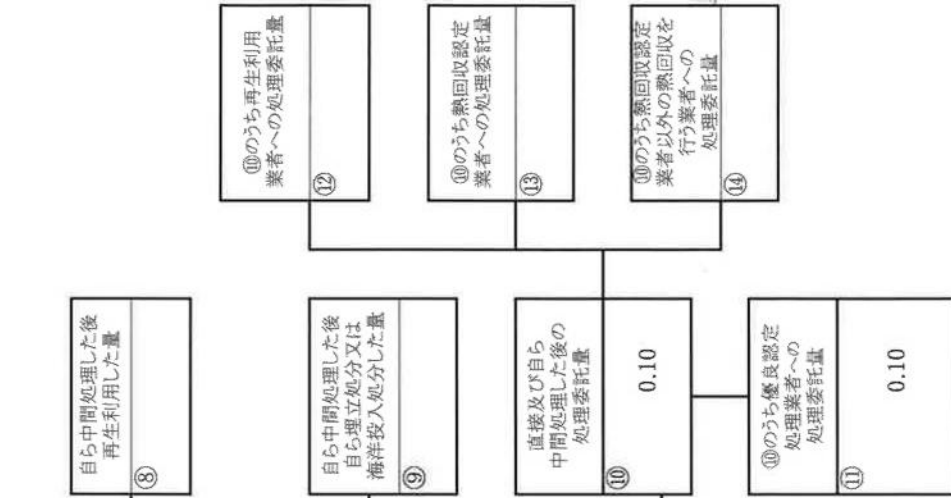 自ら中間処理した後
再生利用した量
⑧
自ら中間処理した後
自ら埋立処分又は
海洋投入処分した量
⑨
直接及び自ら
中間処理した後の
処理委託量
⑩
0.10
⑩のうち優良認定
処理業者への
処理委託量
⑪
0.10
⑩のうち再生利用
業者への処理委託量
⑫
⑩のうち熱回収認定
業者への処理委託量
⑬
⑩のうち熱回収認定
業者以外の熱回収を
行う業者への
処理委託量
⑭